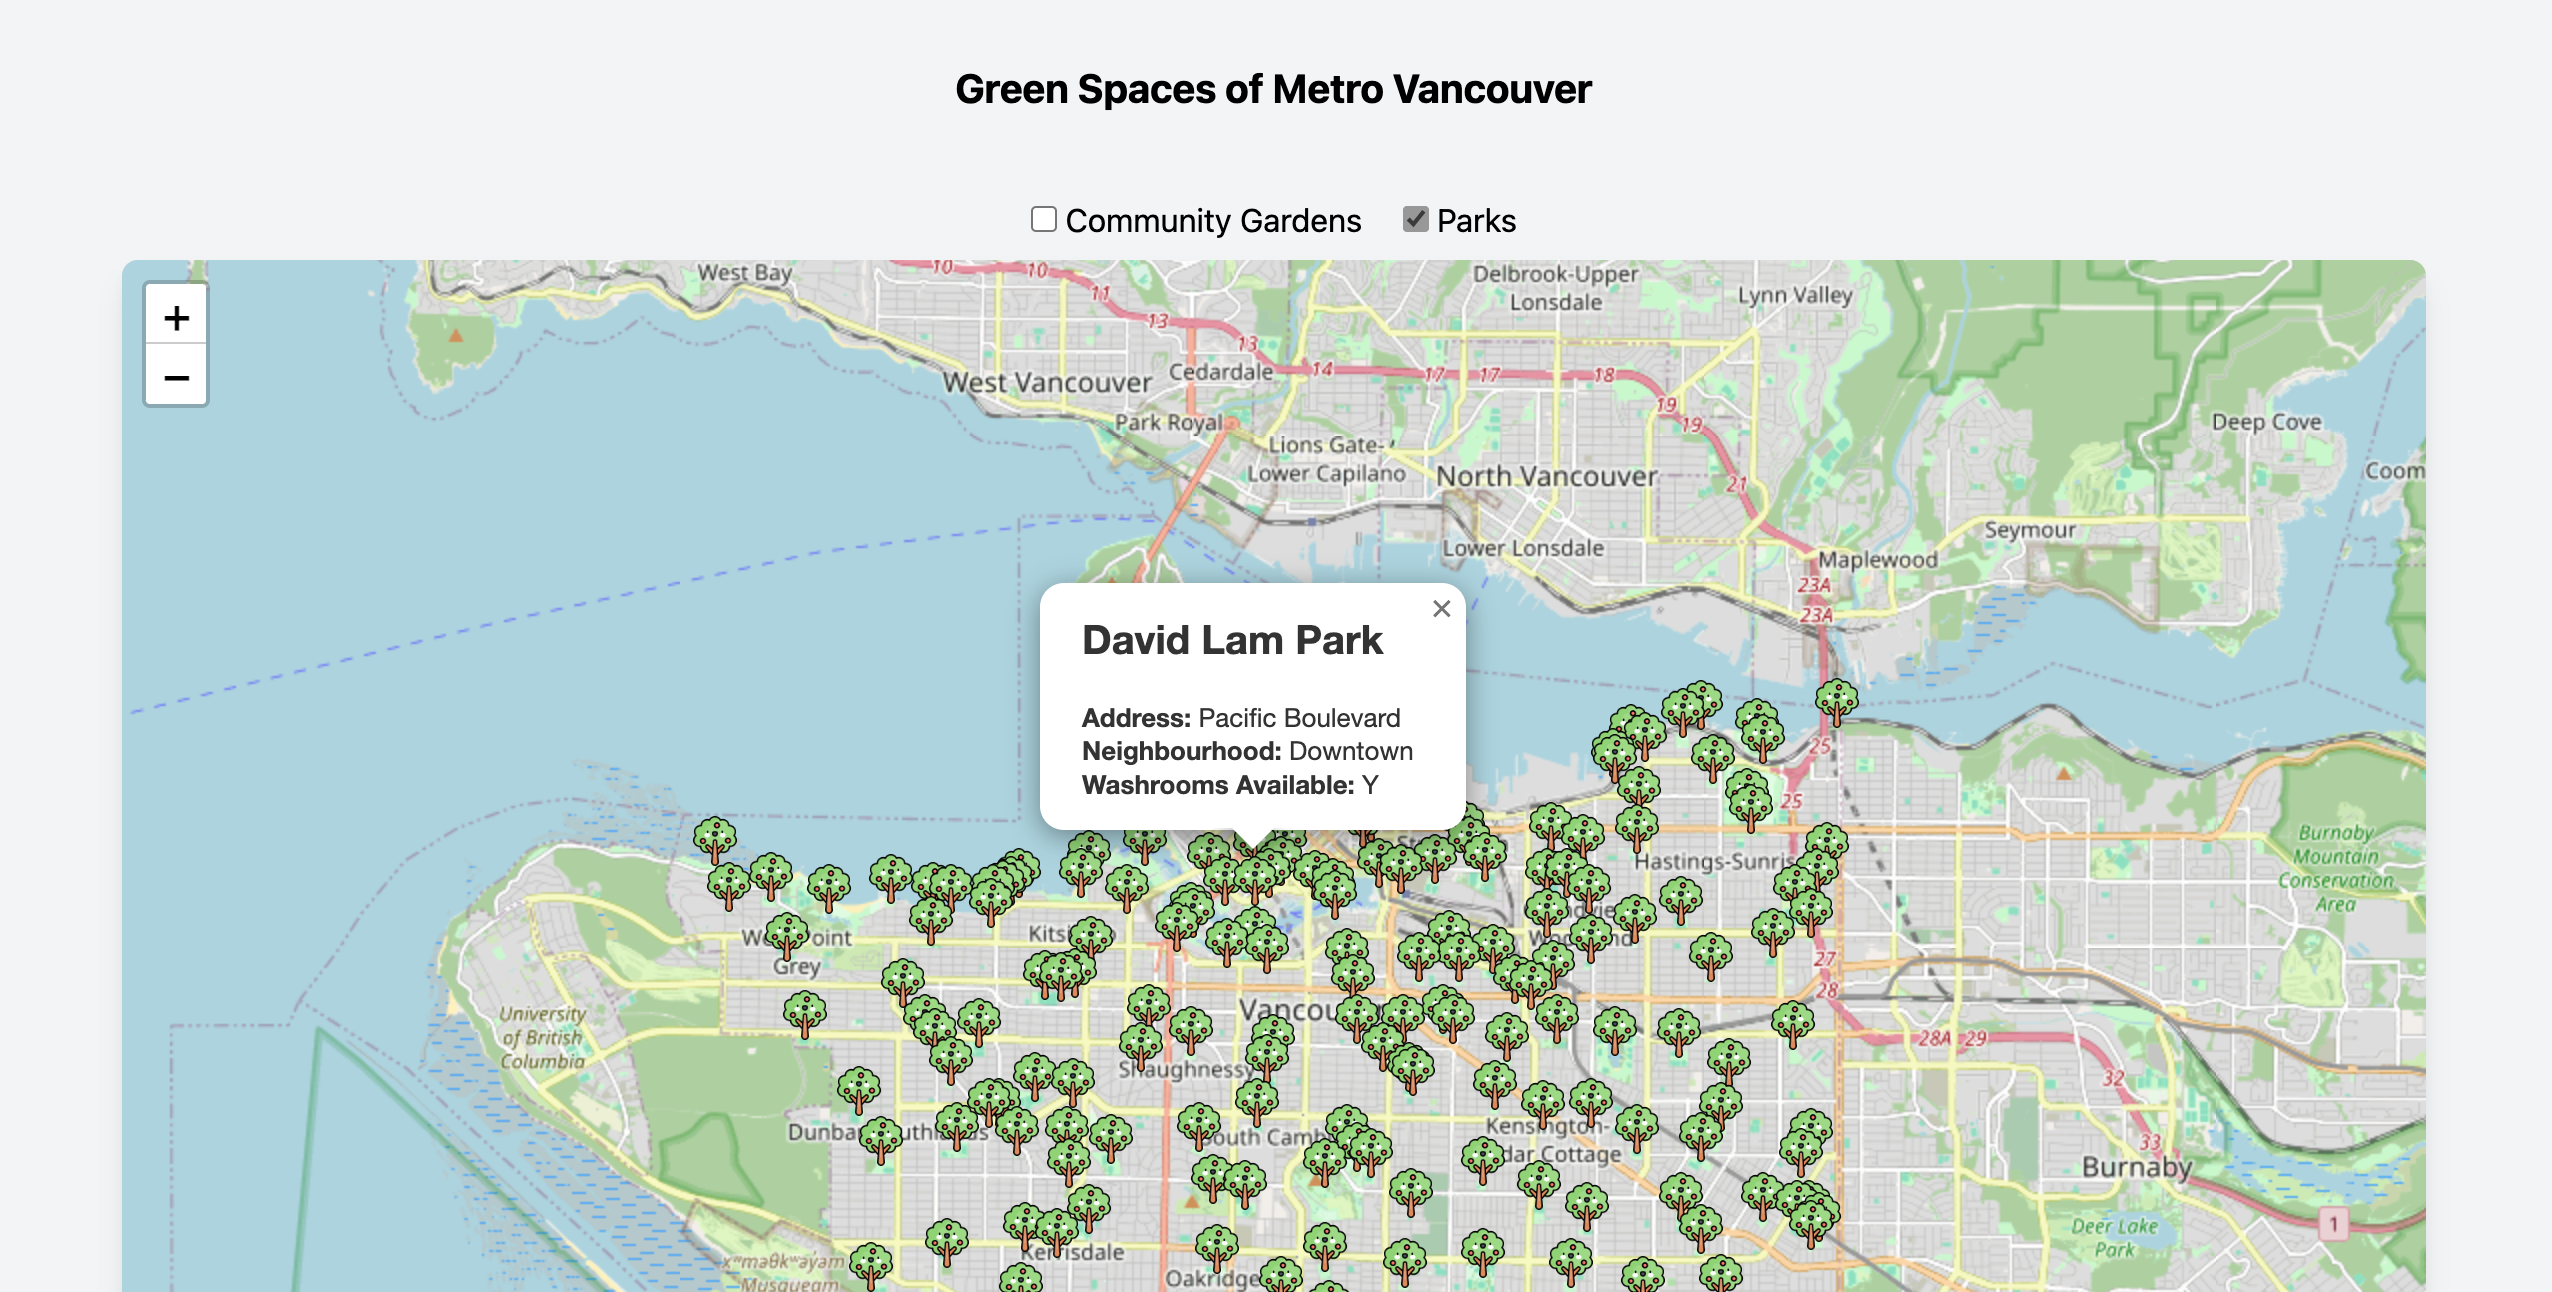 Green Spaces of Metro Vancouver
Community Gardens
Parks
+
−
West Bay
10
10
11
13
13
14
17
17
18
19
19
21
Delbrook-Upper
Lonsdale
Lynn Valley
West Vancouver
Cedardale
Park Royal
Lions Gate-
Lower Capilano
North Vancouver
Deep Cove
Coom
Lower Lonsdale
Seymour
Maplewood
23A
23A
×
David Lam Park
Address: Pacific Boulevard
Neighbourhood: Downtown
Washrooms Available: Y
25
25
Hastings-Sunris
Burnaby
Mountain
Conservation
Area
Point
Grey
Kits
27
28
28A
29
32
33
University
of British
Columbia
Vancou
Shaughnessy
Dunba
outh Camb
Kensington-
dar Cottage
Burnaby
1
Deer Lake
Park
xʷməθkʷəy̓əm
Musqueam
Kerrisdale
Oakridge